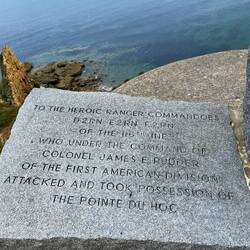 TO THE HEROIC RANGER COMMANDOES
D2RN E2RN F2RN
OF THE 116TH INF
WHO UNDER THE COMMAND OF
COLONEL JAMES E. RUDDER
OF THE FIRST AMERICAN DIVISION
ATTACKED AND TOOK POSSESSION OF
THE POINTE DU HOC